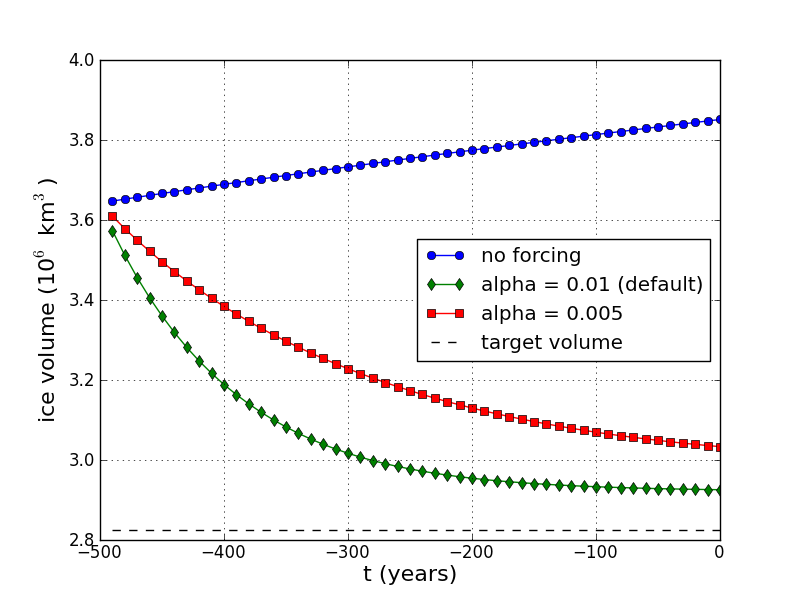 4.0
3.8
3.6
3.4
3.2
3.0
2.8
ice volume (10⁶ km³)
no forcing
alpha = 0.01 (default)
alpha = 0.005
target volume
−500 −400 −300 −200 −100 0
t (years)